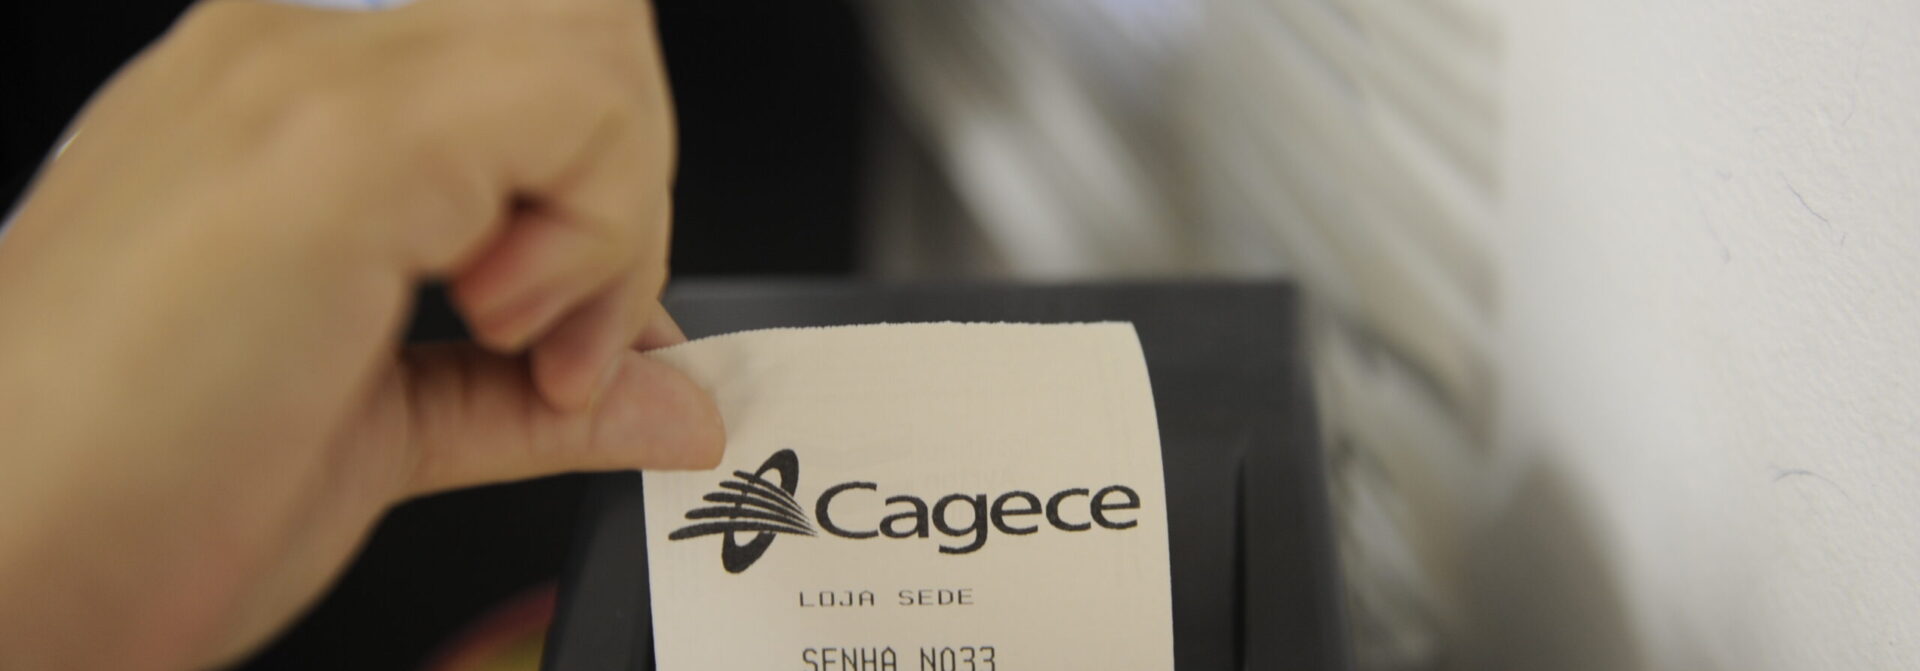 Cagece
LOJA SEDE
SENHA N033